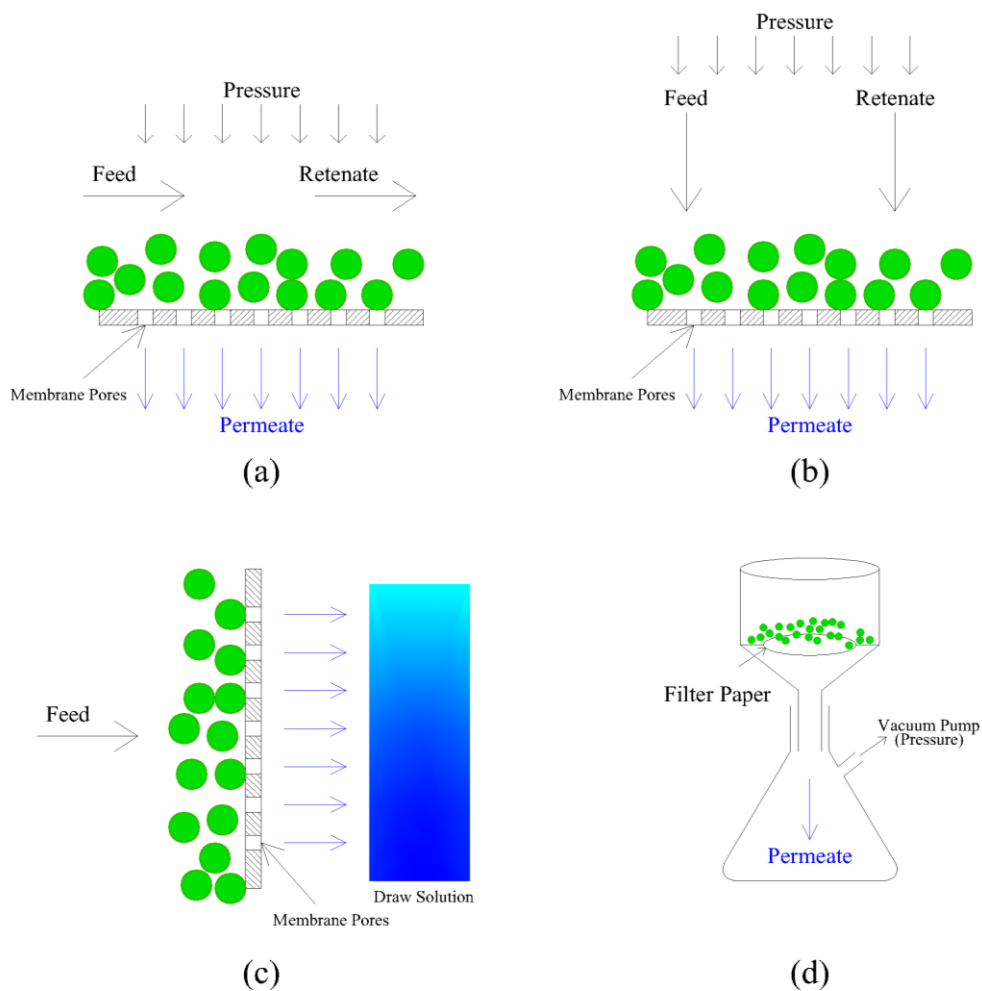 Pressure
Feed
Retenate
Membrane Pores
Permeate
(a)
Pressure
Feed
Retenate
Membrane Pores
Permeate
(b)
Feed
Draw Solution
Membrane Pores
(c)
Filter Paper
Vacuum Pump
(Pressure)
Permeate
(d)